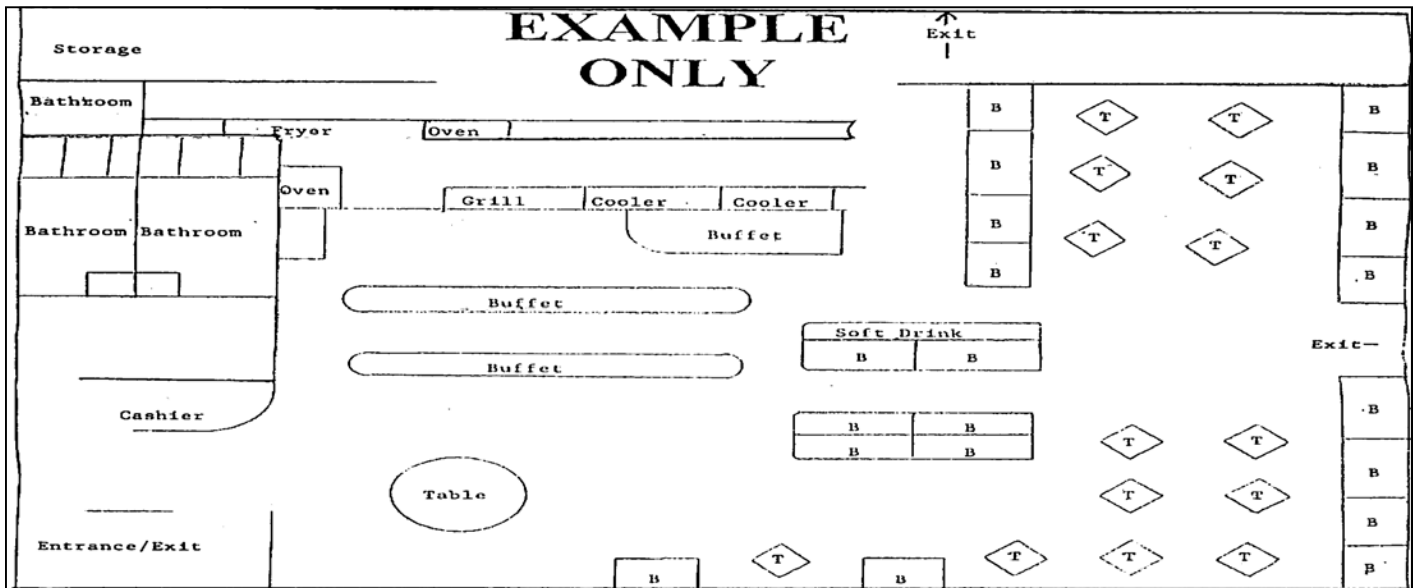 EXAMPLE
ONLY
Exit
Storage
Bathroom
B
T
T
B
Fryer
Oven
B
T
T
B
Oven
Grill
Cooler
Cooler
B
T
T
B
Bathroom
Bathroom
Buffet
B
B
Buffet
Soft Drink
B
B
Exit
Buffet
Cashier
B
B
B
B
B
T
T
B
Table
T
T
B
Entrance/Exit
T
T
T
T
B
B
B